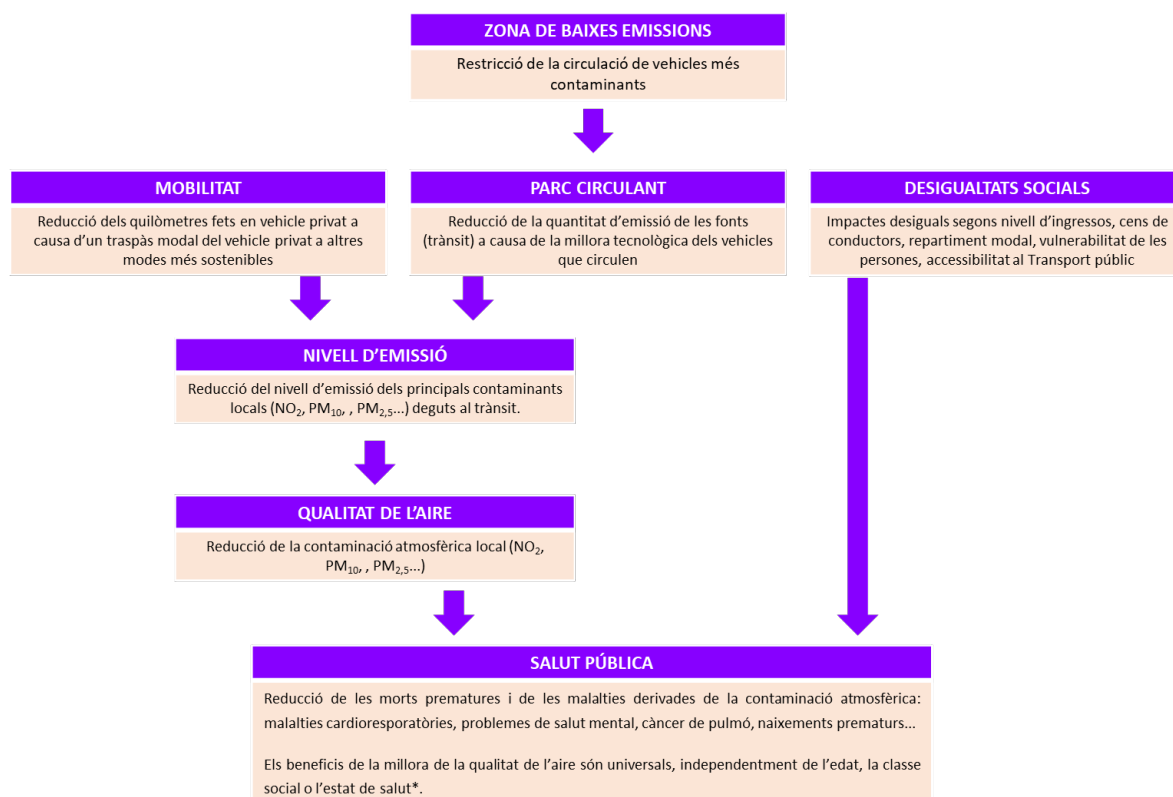 ZONA DE BAIXES EMISSIONS
Restricció de la circulació de vehicles més
contaminants
MOBILITAT
Reducció dels quilòmetres fets en vehicle privat a
causa d'un traspàs modal del vehicle privat a altres
modes més sostenibles
PARC CIRCULANT
Reducció de la quantitat d'emissió de les fonts
(trànsit) a causa de la millora tecnològica dels vehicles
que circulen
DESIGUALTATS SOCIALS
Impactes desiguals segons nivell d'ingressos, cens de
conductors, repartiment modal, vulnerabilitat de les
persones, accessibilitat al Transport públic
NIVELL D'EMISSIÓ
Reducció del nivell d'emissió dels principals contaminants
locals (NO₂, PM₁₀, , PM₂,₅...) deguts al trànsit.
QUALITAT DE L'AIRE
Reducció de la contaminació atmosfèrica local (NO₂,
PM₁₀, , PM₂,₅...)
SALUT PÚBLICA
Reducció de les morts prematures i de les malalties derivades de la contaminació atmosfèrica:
malalties cardioresporatòries, problemes de salut mental, càncer de pulmó, naixements prematurs...
Els beneficis de la millora de la qualitat de l'aire són universals, independentment de l'edat, la classe
social o l'estat de salut*.